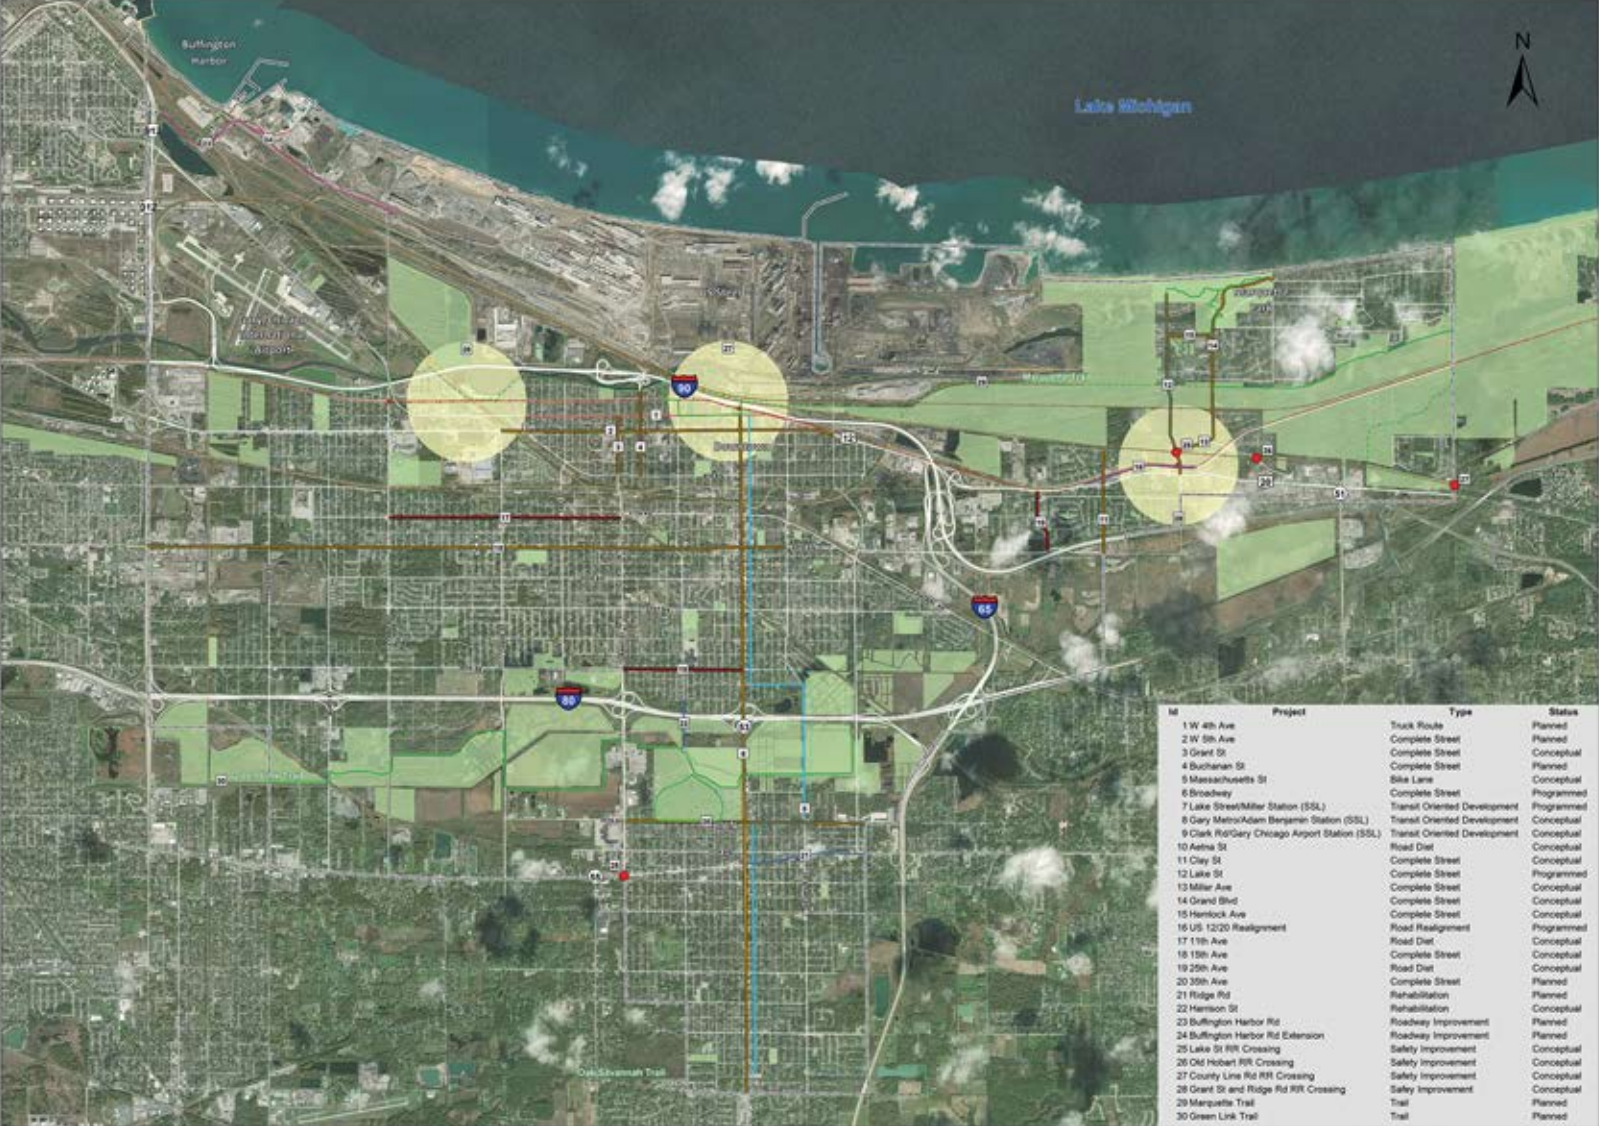 Buffington
Harbor
N
Lake Michigan
912
90
12
20
51
65
80
53
Oak Savannah Trail
Id Project Type Status
1 W 4th Ave Truck Route Planned
2 W 5th Ave Complete Street Planned
3 Grant St Complete Street Conceptual
4 Buchanan St Complete Street Planned
5 Massachusetts St Bike Lane Conceptual
6 Broadway Complete Street Programmed
7 Lake Street/Miller Station (SSL) Transit Oriented Development Programmed
8 Gary Metro/Adam Benjamin Station (SSL) Transit Oriented Development Conceptual
9 Clark Rd/Gary Chicago Airport Station (SSL) Transit Oriented Development Conceptual
10 Aetna St Road Diet Conceptual
11 Clay St Complete Street Conceptual
12 Lake St Complete Street Programmed
13 Miller Ave Complete Street Conceptual
14 Grand Blvd Complete Street Conceptual
15 Hemlock Ave Complete Street Conceptual
16 US 12/20 Realignment Road Realignment Programmed
17 11th Ave Road Diet Conceptual
18 15th Ave Complete Street Conceptual
19 25th Ave Road Diet Conceptual
20 35th Ave Complete Street Planned
21 Ridge Rd Rehabilitation Planned
22 Harrison St Rehabilitation Conceptual
23 Buffington Harbor Rd Roadway Improvement Planned
24 Buffington Harbor Rd Extension Roadway Improvement Planned
25 Lake St RR Crossing Safety Improvement Conceptual
26 Old Hobart RR Crossing Safety Improvement Conceptual
27 County Line Rd RR Crossing Safety Improvement Conceptual
28 Grant St and Ridge Rd RR Crossing Safey Improvement Conceptual
29 Marquette Trail Trail Planned
30 Green Link Trail Trail Planned